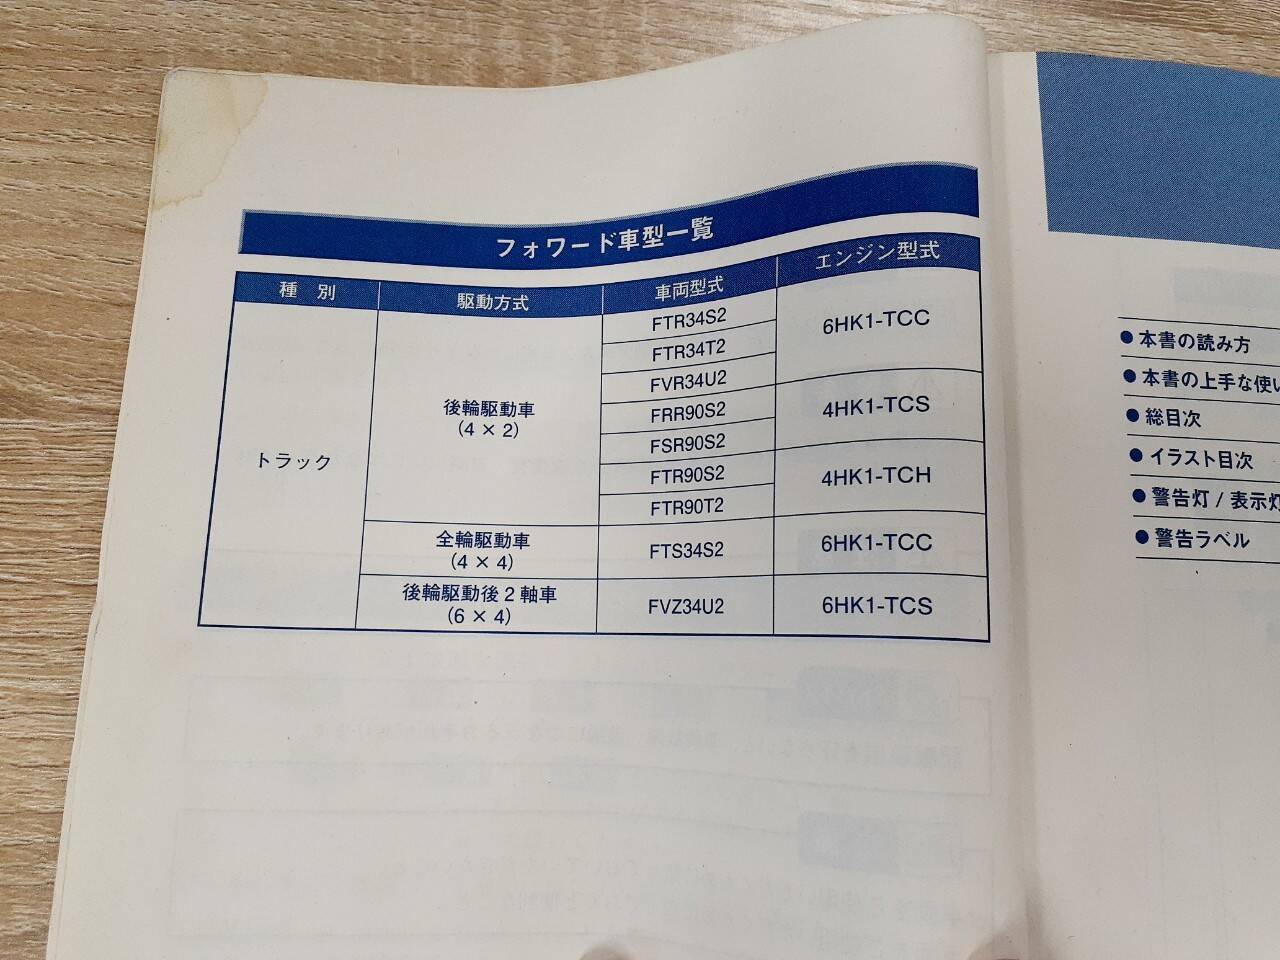 フォワード車型一覧
種　別　駆動方式　車両型式　エンジン型式
トラック
後輪駆動車
(4 × 2)
FTR34S2
FTR34T2
FVR34U2
6HK1-TCC
FRR90S2
FSR90S2
4HK1-TCS
FTR90S2
FTR90T2
4HK1-TCH
全輪駆動車
(4 × 4)
FTS34S2
6HK1-TCC
後輪駆動後2軸車
(6 × 4)
FVZ34U2
6HK1-TCS
●本書の読み方
●本書の上手な使い
●総目次
●イラスト目次
●警告灯 / 表示灯
●警告ラベル